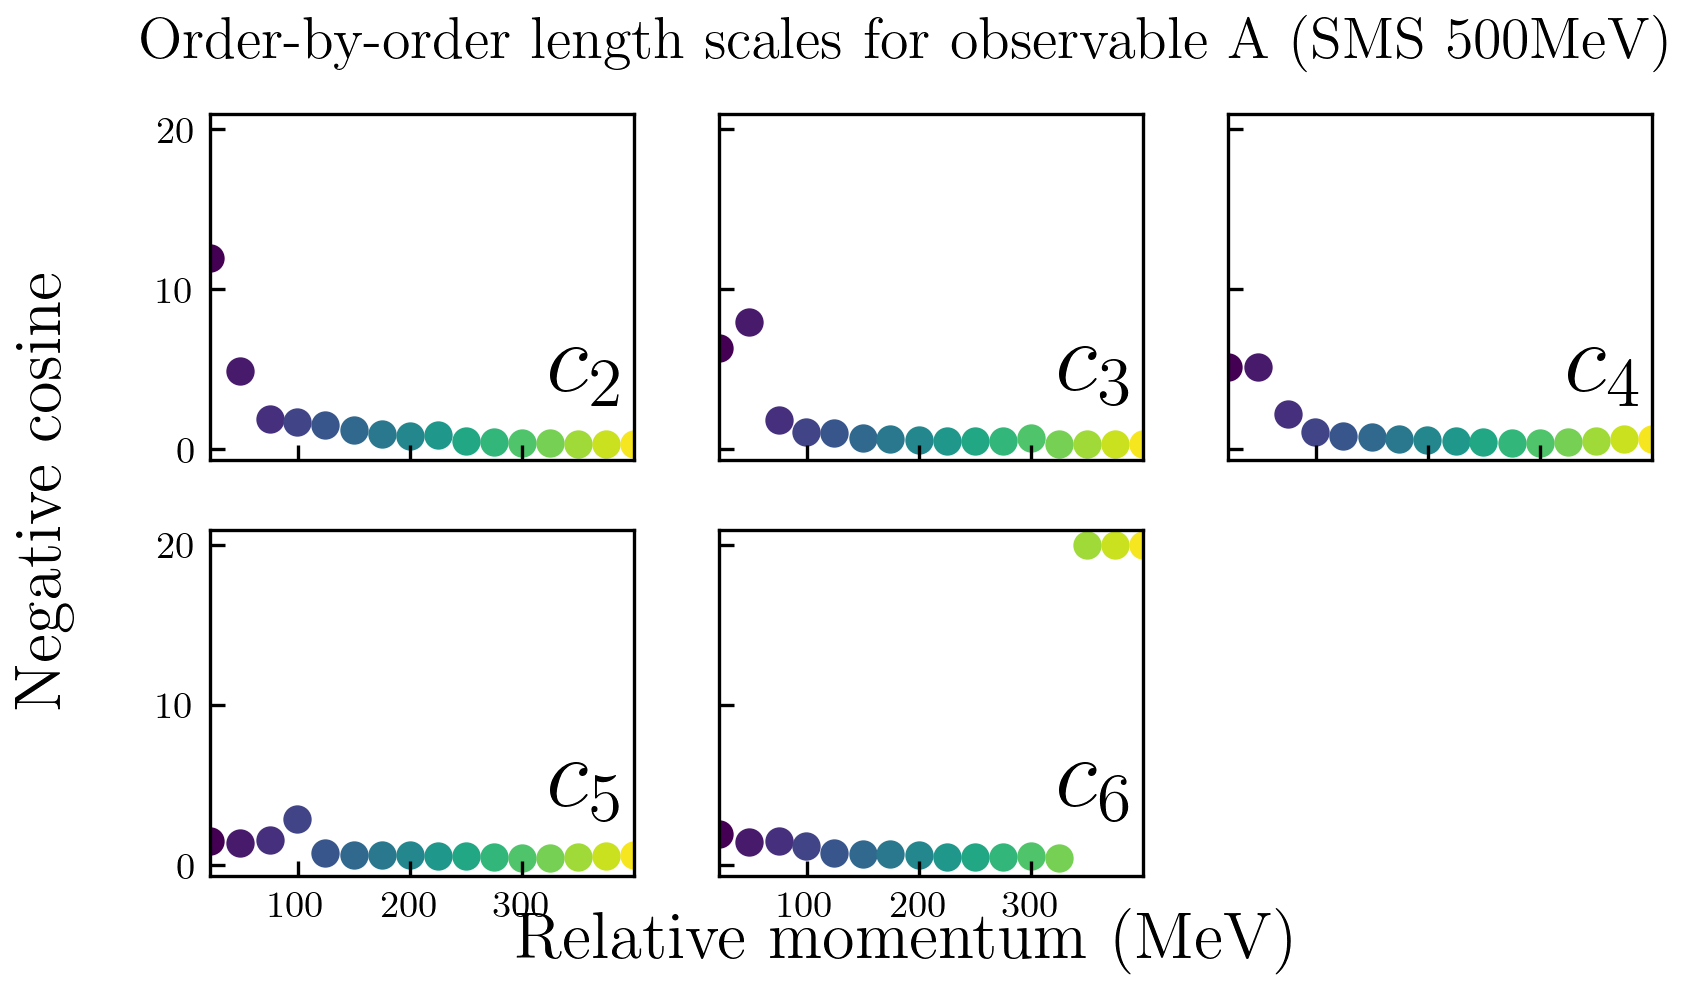 Order-by-order length scales for observable A (SMS 500MeV)
Negative cosine
20
10
0
c₂
c₃
c₄
20
10
0
c₅
c₆
100 200 300
100 200 300
Relative momentum (MeV)